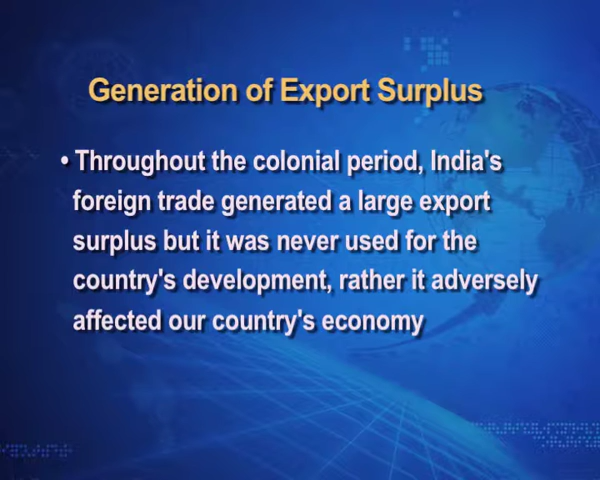 Generation of Export Surplus
• Throughout the colonial period, India's
foreign trade generated a large export
surplus but it was never used for the
country's development, rather it adversely
affected our country's economy